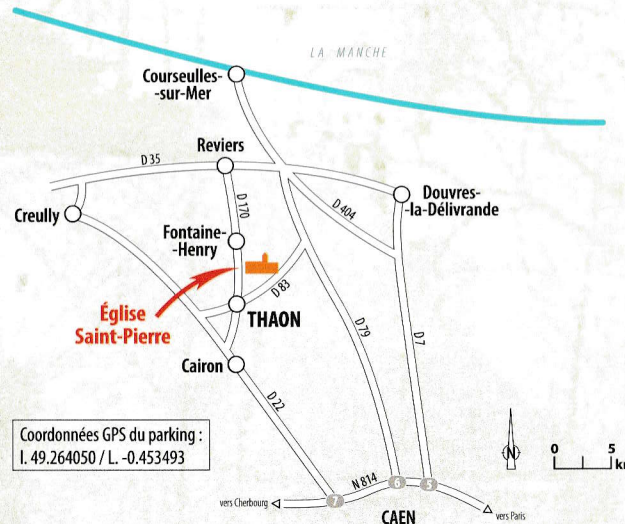 LA MANCHE
Courseulles-
-sur-Mer
Reviers
D 35
Creully
D 170
Douvres-
-la-Délivrande
D 404
Fontaine-
-Henry
D 83
Église
Saint-Pierre
THAON
D 79
D 7
Cairon
D 22
Coordonnées GPS du parking :
l. 49.264050 / L. -0.453493
N
0 5
km
N 814
6
5
7
vers Cherbourg
CAEN
vers Paris